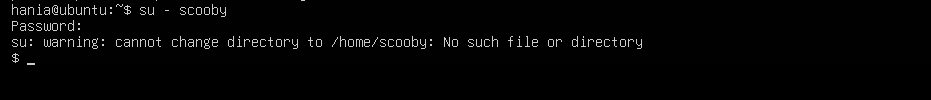 hania@ubuntu:~$ su - scooby
Password:
su: warning: cannot change directory to /home/scooby: No such file or directory
$ _